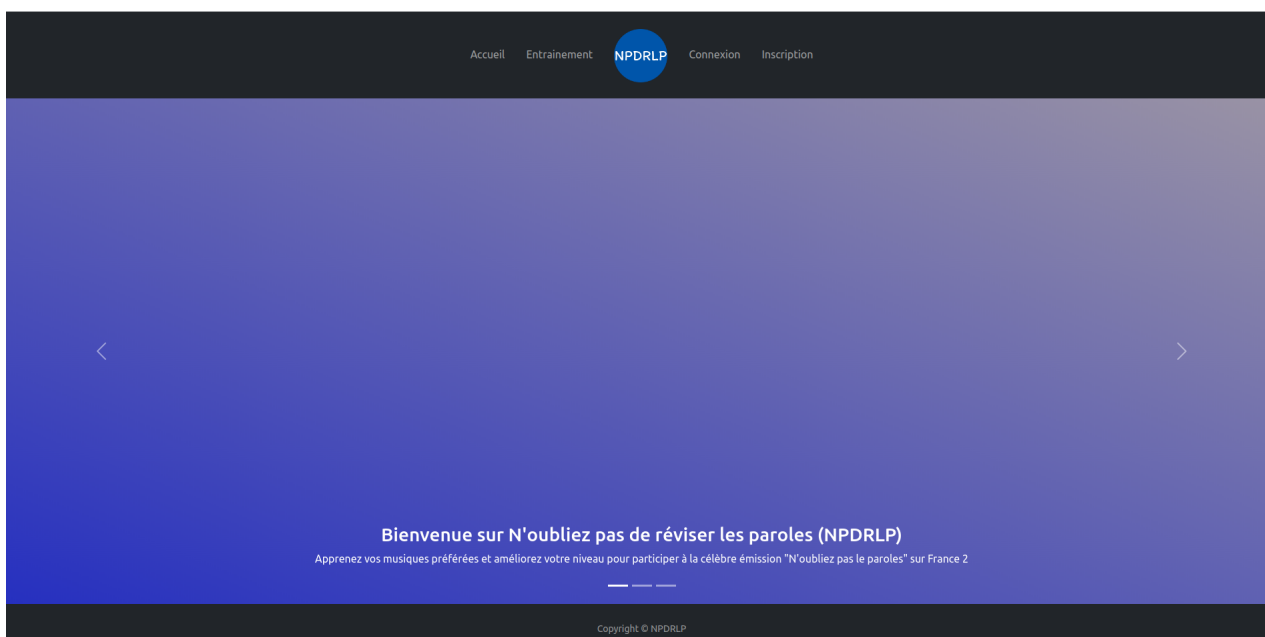 Accueil Entrainement NPDRLP Connexion Inscription
Bienvenue sur N'oubliez pas de réviser les paroles (NPDRLP)
Apprenez vos musiques préférées et améliorez votre niveau pour participer à la célèbre émission "N'oubliez pas le paroles" sur France 2
Copyright © NPDRLP